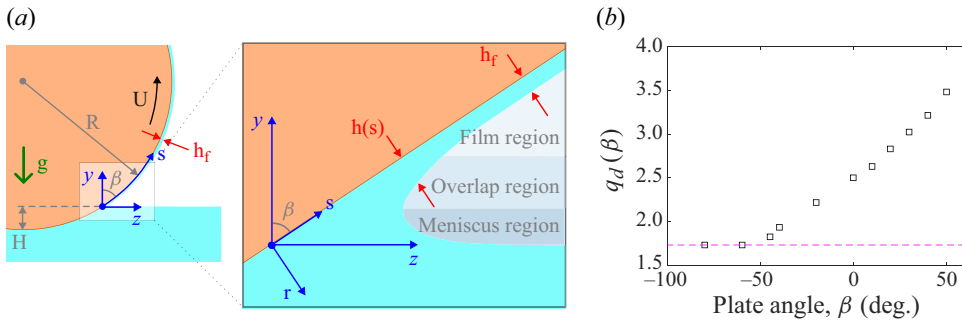 (a)
(b)
U
R
h_f
s
g
y
β
z
H
h_f
y
h(s)
Film region
Overlap region
β
s
Meniscus region
z
r
q_d(β)
4.0
3.5
3.0
2.5
2.0
1.5
−100
−50
0
50
Plate angle, β (deg.)